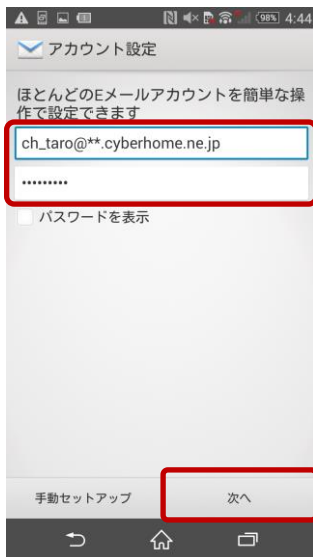 98% 4:44
アカウント設定
ほとんどのEメールアカウントを簡単な操
作で設定できます
ch_taro@**.cyberhome.ne.jp
•••••••••
パスワードを表示
手動セットアップ 次へ